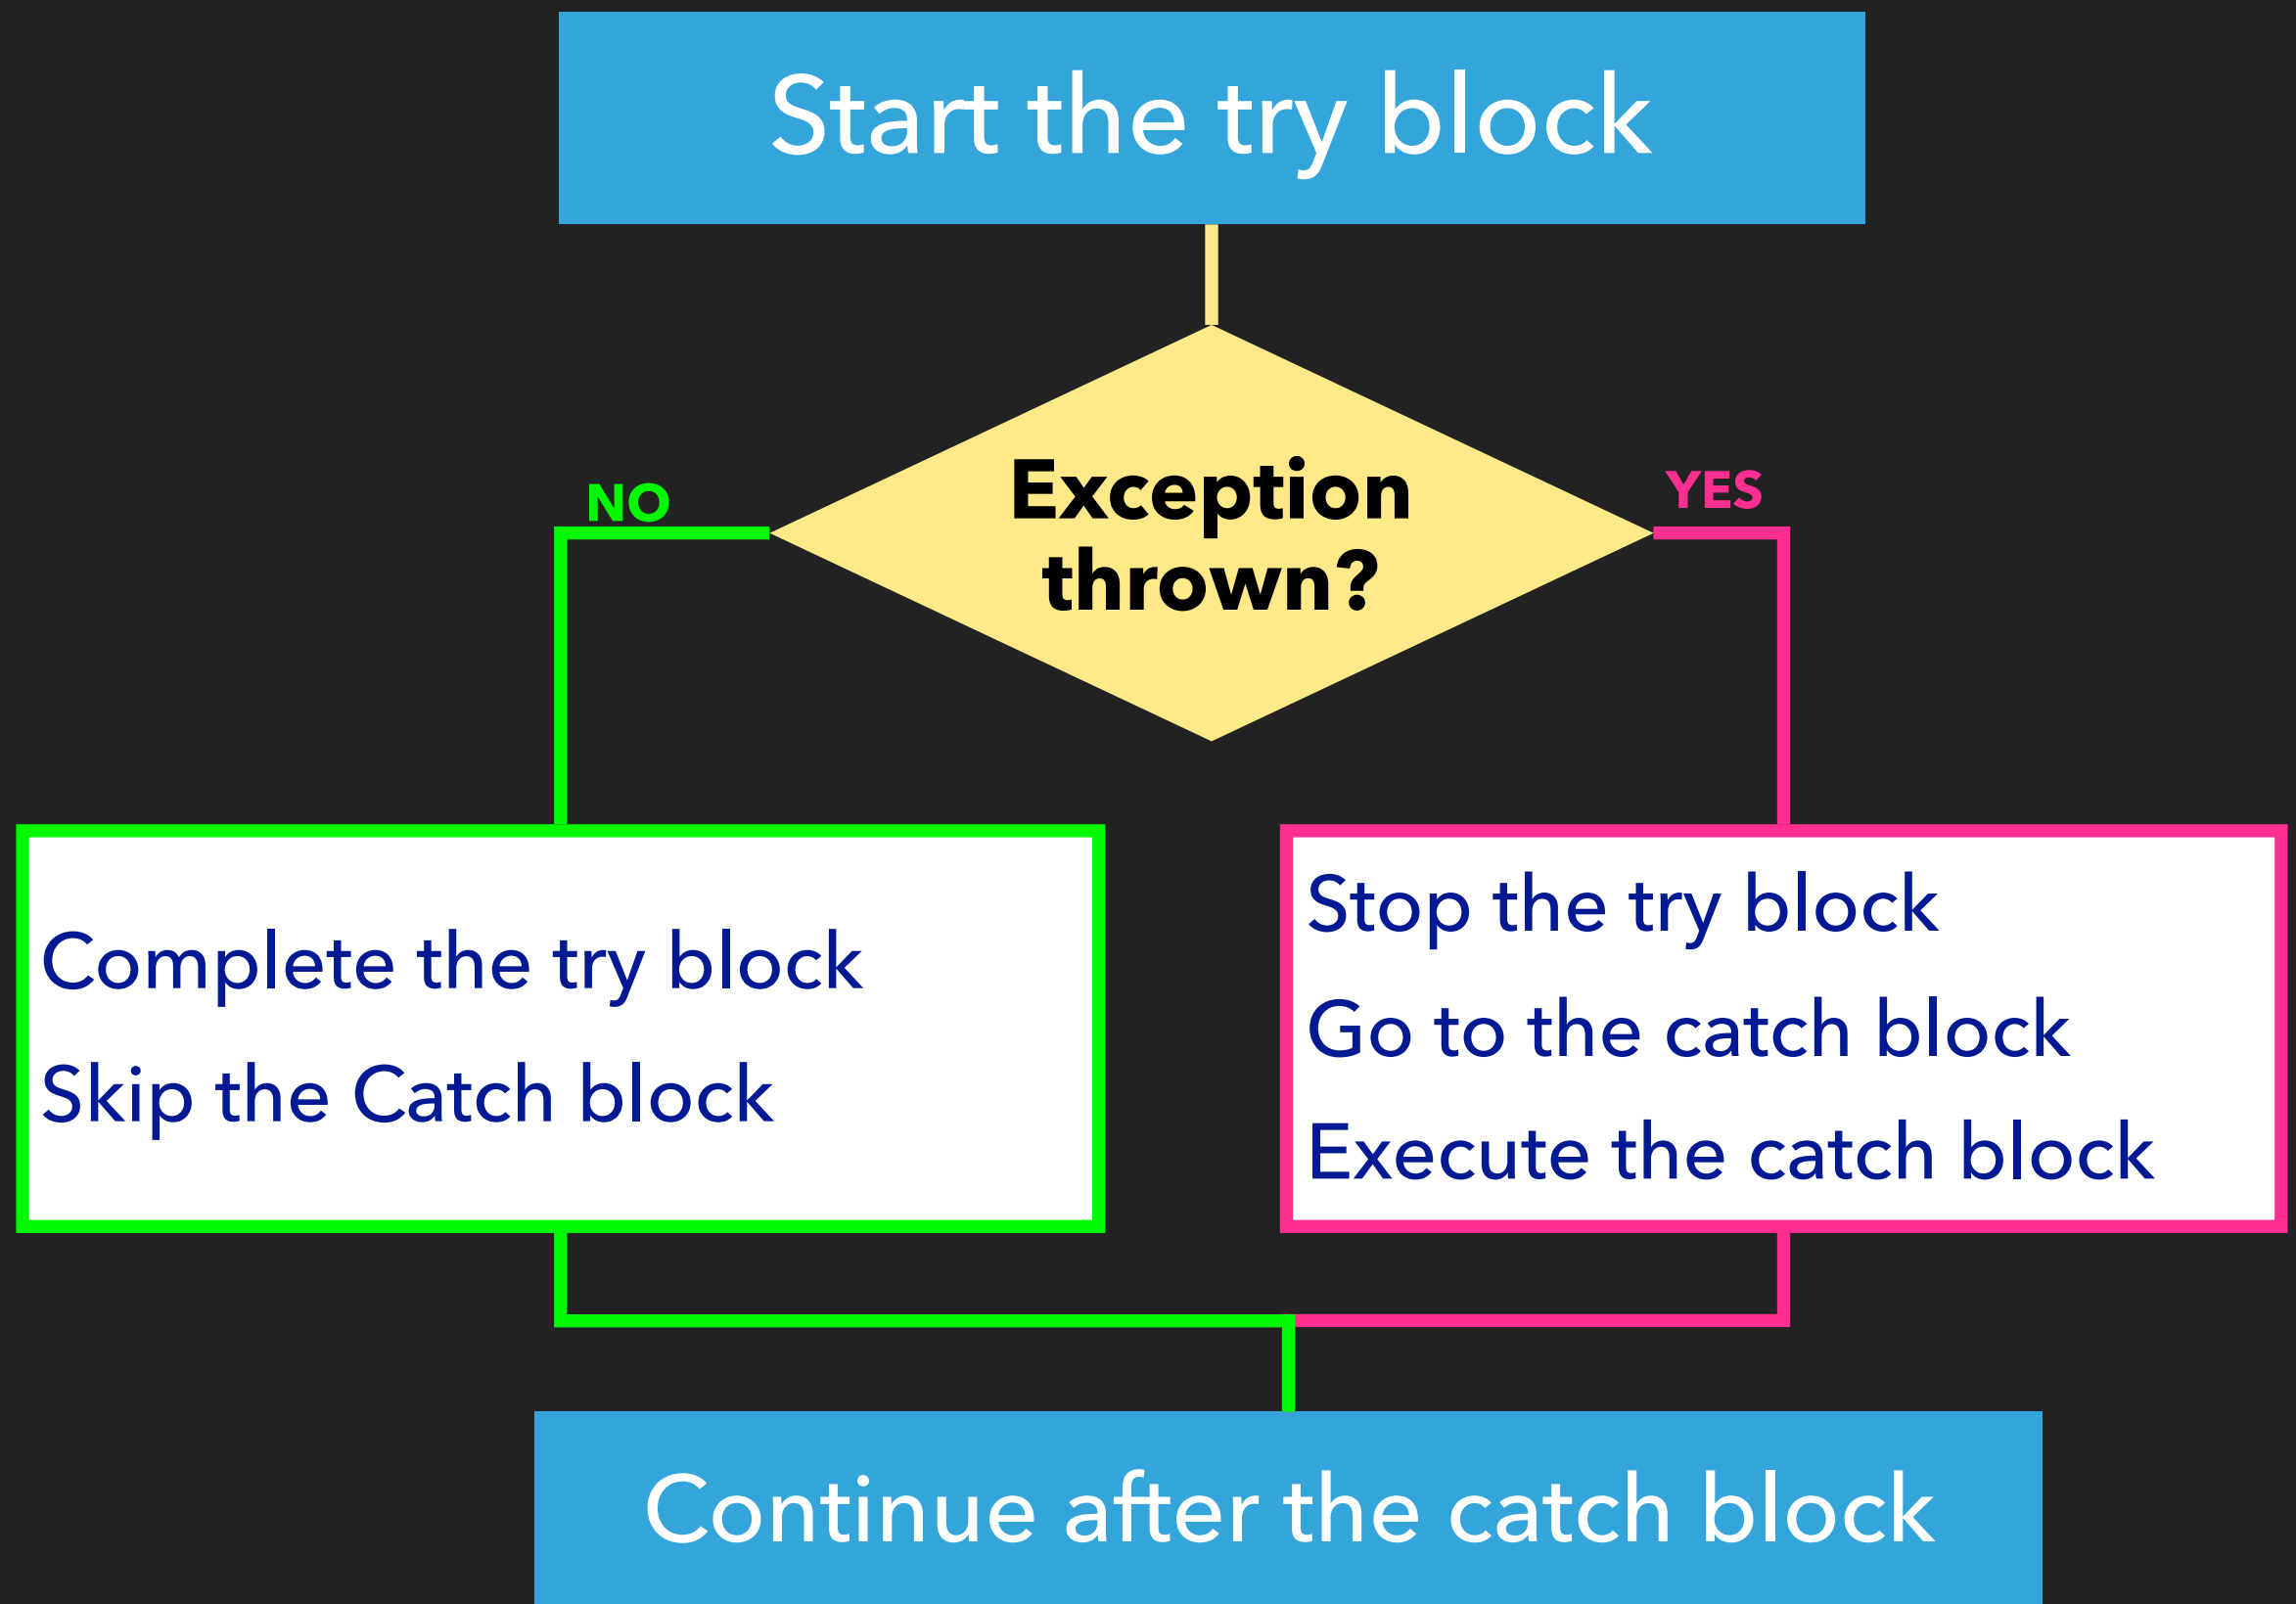 Start the try block
Exception
thrown?
NO
YES
Complete the try block
Skip the Catch block
Stop the try block
Go to the catch block
Execute the catch block
Continue after the catch block